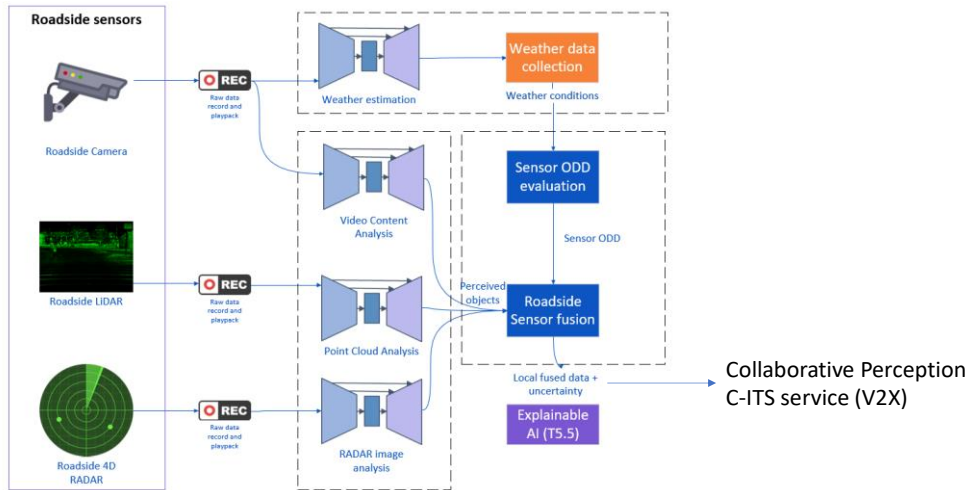 Roadside sensors
Roadside Camera
Roadside LiDAR
Roadside 4D
RADAR
REC
Raw data
record and
playpack
REC
Raw data
record and
playpack
REC
Raw data
record and
playpack
Weather estimation
Weather data
collection
Weather conditions
Video Content
Analysis
Point Cloud Analysis
RADAR image
analysis
Sensor ODD
evaluation
Sensor ODD
Perceived
objects
Roadside
Sensor fusion
Local fused data +
uncertainty
Explainable
AI (T5.5)
Collaborative Perception
C-ITS service (V2X)